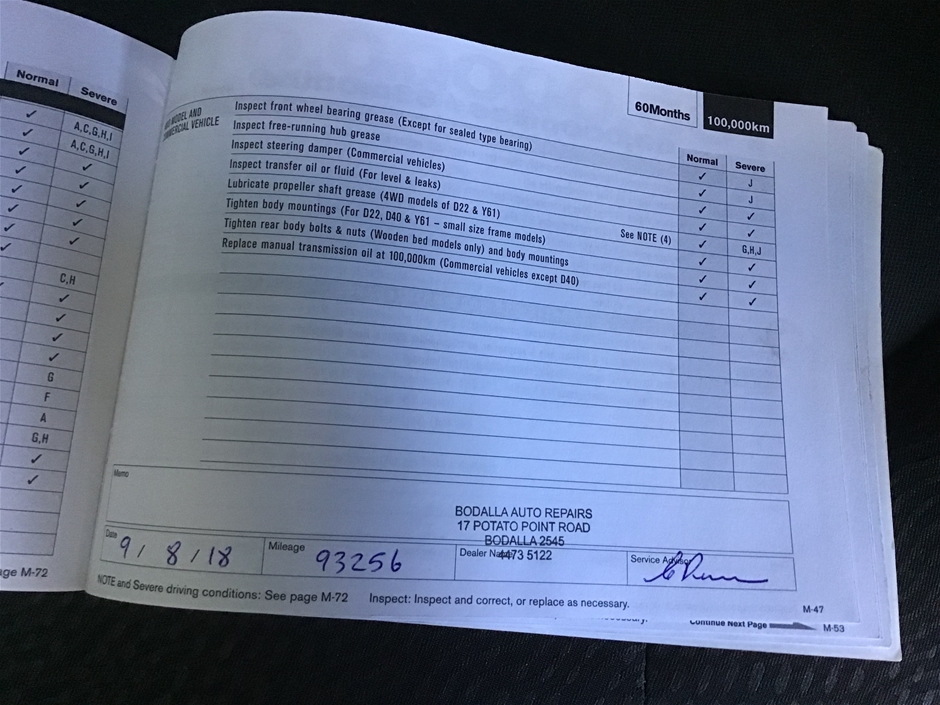 Normal
Severe
✓
A,C,G,H,I
✓
A,C,G,H,I
✓
✓
✓
✓
✓
✓
✓
✓
✓
C,H
✓
✓
✓
✓
G
F
A
G,H
✓
✓
age M-72
60Months
100,000km
MODEL AND
COMMERCIAL VEHICLE
Normal
Severe
Inspect front wheel bearing grease (Except for sealed type bearing) ✓ J
Inspect free-running hub grease ✓ J
Inspect steering damper (Commercial vehicles) ✓ ✓
Inspect transfer oil or fluid (For level & leaks) ✓ ✓
Lubricate propeller shaft grease (4WD models of D22 & Y61) See NOTE (4) ✓ G,H,J
Tighten body mountings (For D22, D40 & Y61 – small size frame models) ✓ ✓
Tighten rear body bolts & nuts (Wooden bed models only) and body mountings ✓ ✓
Replace manual transmission oil at 100,000km (Commercial vehicles except D40) ✓ ✓
Memo
BODALLA AUTO REPAIRS
17 POTATO POINT ROAD
BODALLA 2545
4473 5122
Date 9/8/18
Mileage 93256
Dealer Name
Service Advisor
NOTE and Severe driving conditions: See page M-72 Inspect: Inspect and correct, or replace as necessary.
M-47
Continue Next Page
M-53